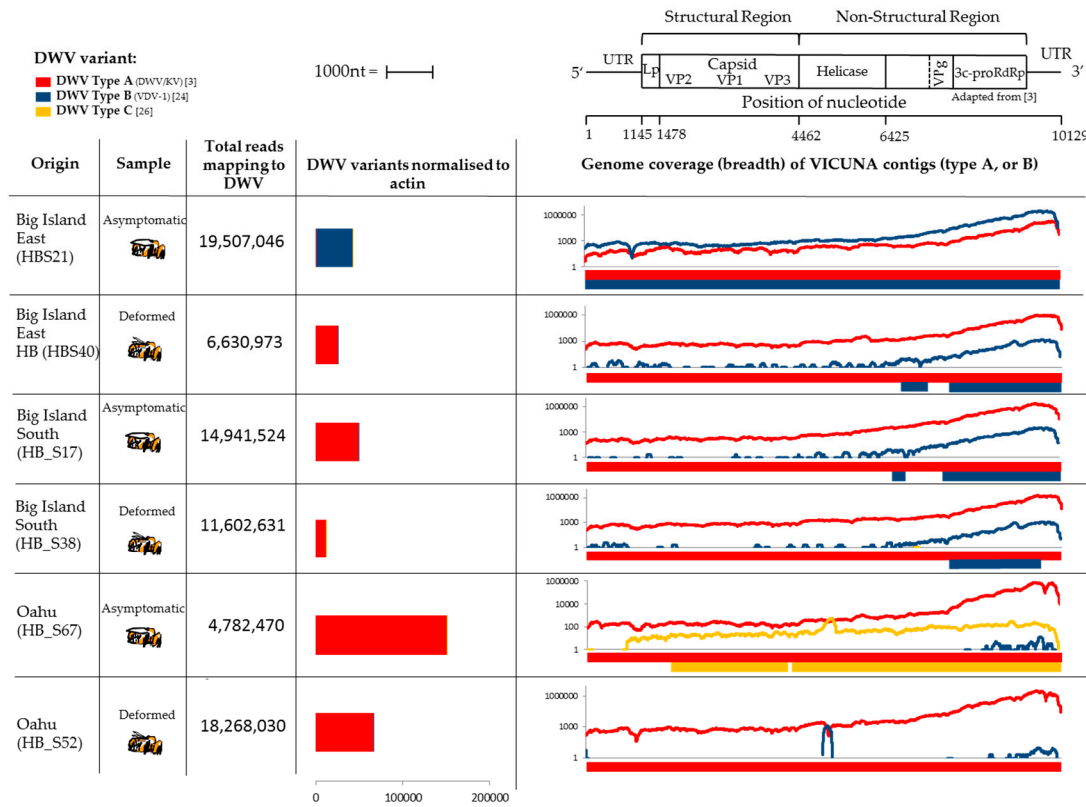 Structural Region
Non-Structural Region
DWV variant:
DWV Type A (DWV/KV) [3]
DWV Type B (VDV-1) [24]
DWV Type C [26]
1000nt =
UTR
UTR
5‘
Lp
Capsid
VP2
VP1
VP3
Helicase
VPg
3c-proRdRp
3‘
Adapted from [3]
Position of nucleotide
1
1145
1478
4462
6425
10129
Origin
Sample
Total reads
mapping to
DWV
DWV variants normalised to
actin
Genome coverage (breadth) of VICUNA contigs (type A, or B)
Big Island
East
(HBS21)
Asymptomatic
19,507,046
1000000
1000
1
Big Island
East
HB (HBS40)
Deformed
6,630,973
1000000
1000
1
Big Island
South
(HB_S17)
Asymptomatic
14,941,524
1000000
1000
1
Big Island
South
(HB_S38)
Deformed
11,602,631
1000000
1000
1
Oahu
(HB_S67)
Asymptomatic
4,782,470
1000000
10000
100
1
Oahu
(HB_S52)
Deformed
18,268,030
1000000
1000
1
0
100000
200000